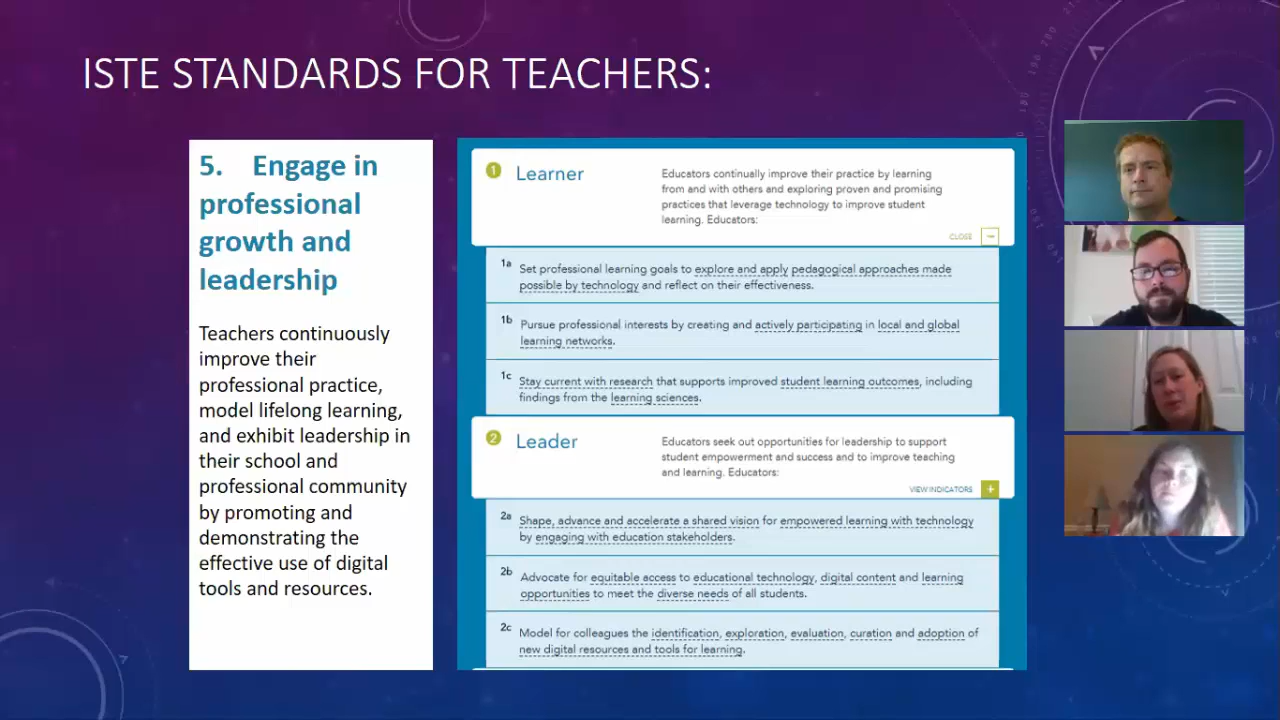 ISTE STANDARDS FOR TEACHERS:
5. Engage in
professional
growth and
leadership
Teachers continuously
improve their
professional practice,
model lifelong learning,
and exhibit leadership in
their school and
professional community
by promoting and
demonstrating the
effective use of digital
tools and resources.
1 Learner
Educators continually improve their practice by learning
from and with others and exploring proven and promising
practices that leverage technology to improve student
learning. Educators:
CLOSE −
1a Set professional learning goals to explore and apply pedagogical approaches made
possible by technology and reflect on their effectiveness.
1b Pursue professional interests by creating and actively participating in local and global
learning networks.
1c Stay current with research that supports improved student learning outcomes, including
findings from the learning sciences.
2 Leader
Educators seek out opportunities for leadership to support
student empowerment and success and to improve teaching
and learning. Educators:
VIEW INDICATORS +
2a Shape, advance and accelerate a shared vision for empowered learning with technology
by engaging with education stakeholders.
2b Advocate for equitable access to educational technology, digital content and learning
opportunities to meet the diverse needs of all students.
2c Model for colleagues the identification, exploration, evaluation, curation and adoption of
new digital resources and tools for learning.